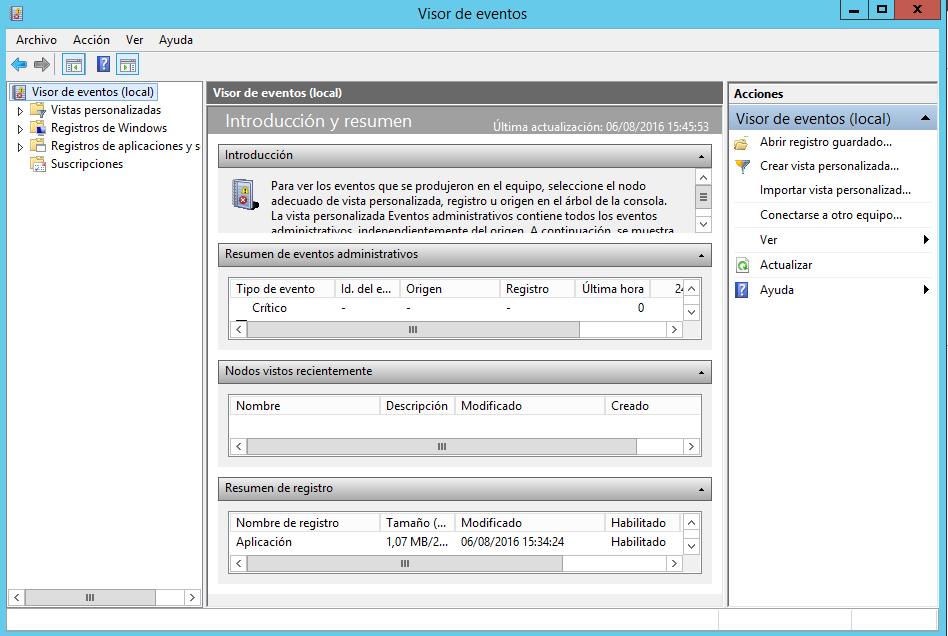 Visor de eventos
Archivo Acción Ver Ayuda
Visor de eventos (local)
Vistas personalizadas
Registros de Windows
Registros de aplicaciones y s
Suscripciones
Visor de eventos (local)
Introducción y resumen
Última actualización: 06/08/2016 15:45:53
Introducción
Para ver los eventos que se produjeron en el equipo, seleccione el nodo
adecuado de vista personalizada, registro u origen en el árbol de la consola.
La vista personalizada Eventos administrativos contiene todos los eventos
administrativos, independientemente del origen. A continuación, se muestra
Resumen de eventos administrativos
Tipo de evento Id. del e... Origen Registro Última hora 24
Crítico - - - 0
Nodos vistos recientemente
Nombre Descripción Modificado Creado
Resumen de registro
Nombre de registro Tamaño (... Modificado Habilitado
Aplicación 1,07 MB/2... 06/08/2016 15:34:24 Habilitado
Acciones
Visor de eventos (local)
Abrir registro guardado...
Crear vista personalizada...
Importar vista personalizad...
Conectarse a otro equipo...
Ver
Actualizar
Ayuda